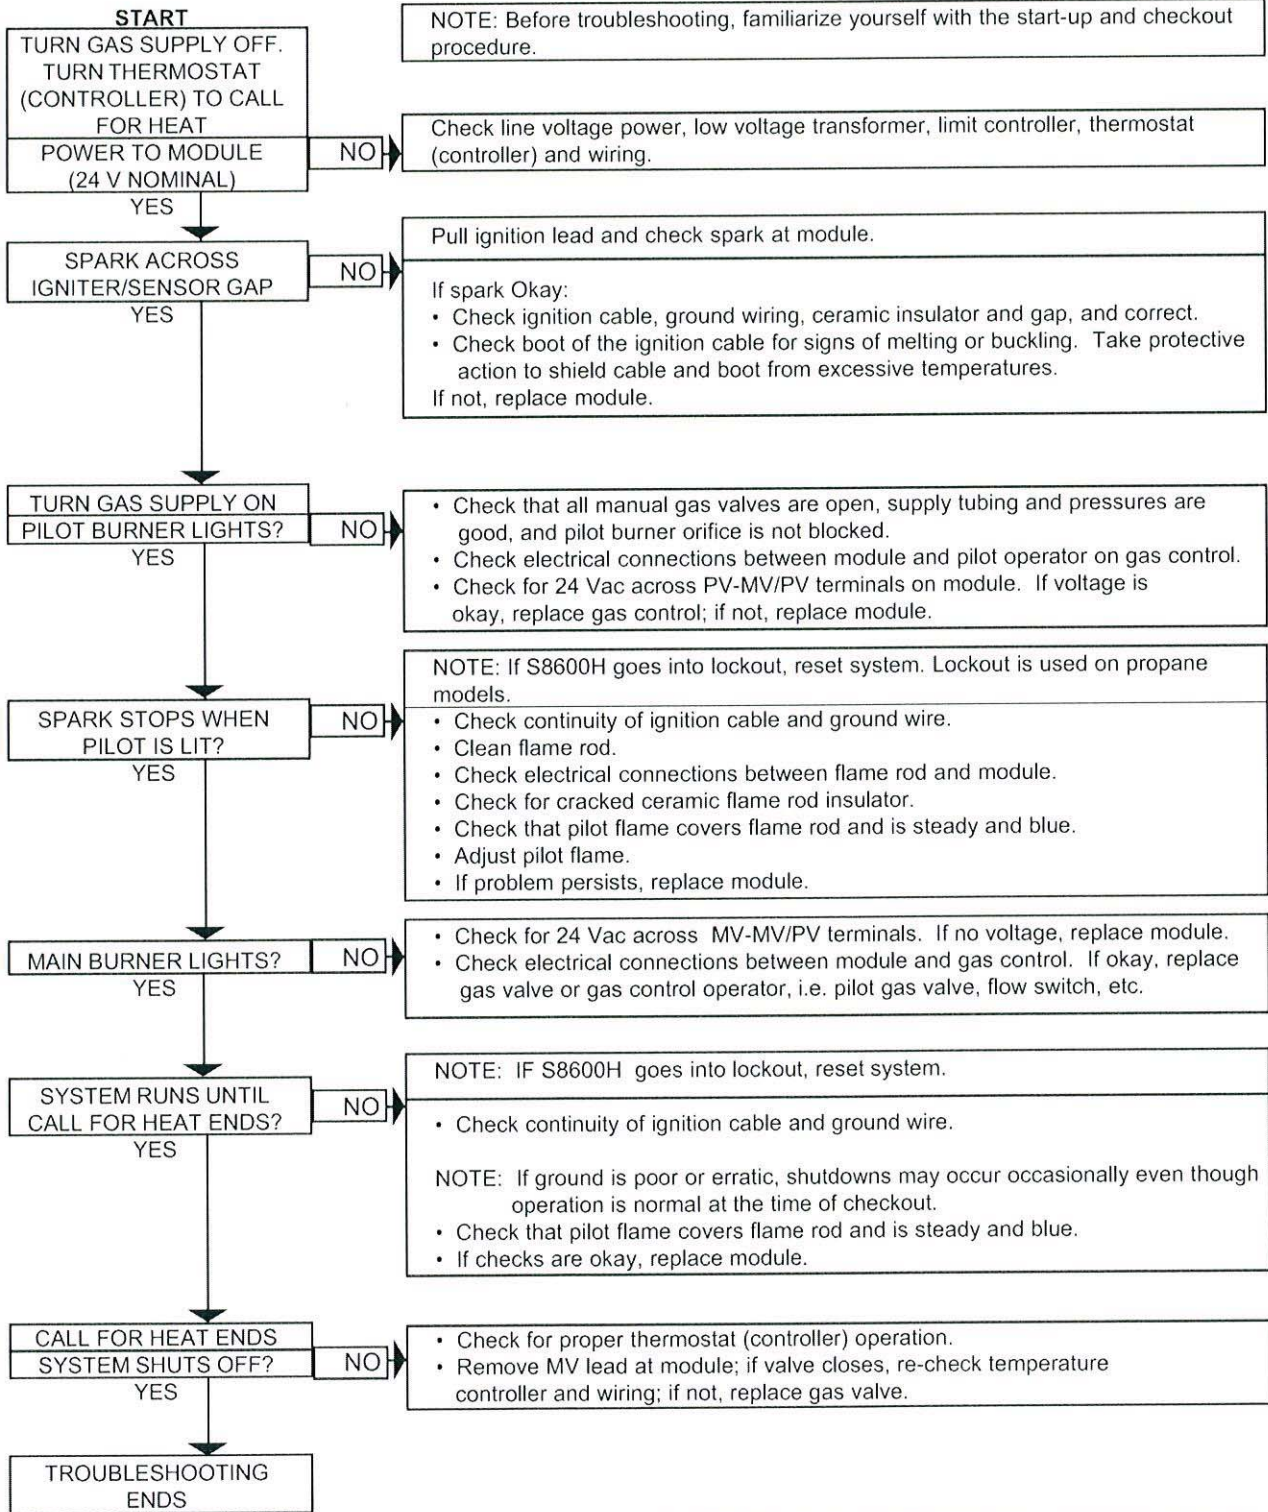 START
TURN GAS SUPPLY OFF.
TURN THERMOSTAT
(CONTROLLER) TO CALL
FOR HEAT
NOTE: Before troubleshooting, familiarize yourself with the start-up and checkout
procedure.
POWER TO MODULE
(24 V NOMINAL)
NO
Check line voltage power, low voltage transformer, limit controller, thermostat
(controller) and wiring.
YES
SPARK ACROSS
IGNITER/SENSOR GAP
NO
Pull ignition lead and check spark at module.
If spark Okay:
• Check ignition cable, ground wiring, ceramic insulator and gap, and correct.
• Check boot of the ignition cable for signs of melting or buckling. Take protective
action to shield cable and boot from excessive temperatures.
If not, replace module.
YES
TURN GAS SUPPLY ON
PILOT BURNER LIGHTS?
NO
• Check that all manual gas valves are open, supply tubing and pressures are
good, and pilot burner orifice is not blocked.
• Check electrical connections between module and pilot operator on gas control.
• Check for 24 Vac across PV-MV/PV terminals on module. If voltage is
okay, replace gas control; if not, replace module.
YES
SPARK STOPS WHEN
PILOT IS LIT?
NO
NOTE: If S8600H goes into lockout, reset system. Lockout is used on propane
models.
• Check continuity of ignition cable and ground wire.
• Clean flame rod.
• Check electrical connections between flame rod and module.
• Check for cracked ceramic flame rod insulator.
• Check that pilot flame covers flame rod and is steady and blue.
• Adjust pilot flame.
• If problem persists, replace module.
YES
MAIN BURNER LIGHTS?
NO
• Check for 24 Vac across MV-MV/PV terminals. If no voltage, replace module.
• Check electrical connections between module and gas control. If okay, replace
gas valve or gas control operator, i.e. pilot gas valve, flow switch, etc.
YES
SYSTEM RUNS UNTIL
CALL FOR HEAT ENDS?
NO
NOTE: IF S8600H goes into lockout, reset system.
• Check continuity of ignition cable and ground wire.
NOTE: If ground is poor or erratic, shutdowns may occur occasionally even though
operation is normal at the time of checkout.
• Check that pilot flame covers flame rod and is steady and blue.
• If checks are okay, replace module.
YES
CALL FOR HEAT ENDS
SYSTEM SHUTS OFF?
NO
• Check for proper thermostat (controller) operation.
• Remove MV lead at module; if valve closes, re-check temperature
controller and wiring; if not, replace gas valve.
YES
TROUBLESHOOTING
ENDS